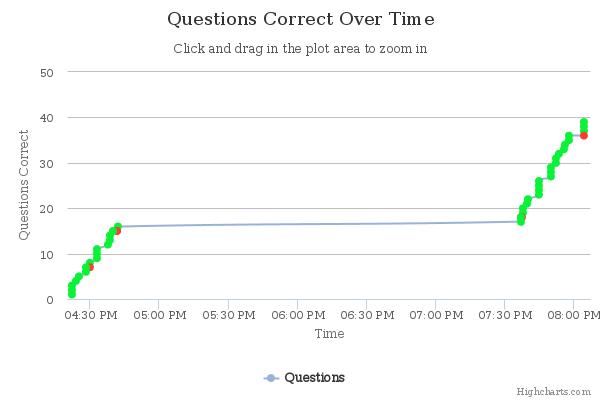 Questions Correct Over Time
Click and drag in the plot area to zoom in
Questions Correct
50
40
30
20
10
0
04:30 PM 05:00 PM 05:30 PM 06:00 PM 06:30 PM 07:00 PM 07:30 PM 08:00 PM
Time
Questions
Highcharts.com